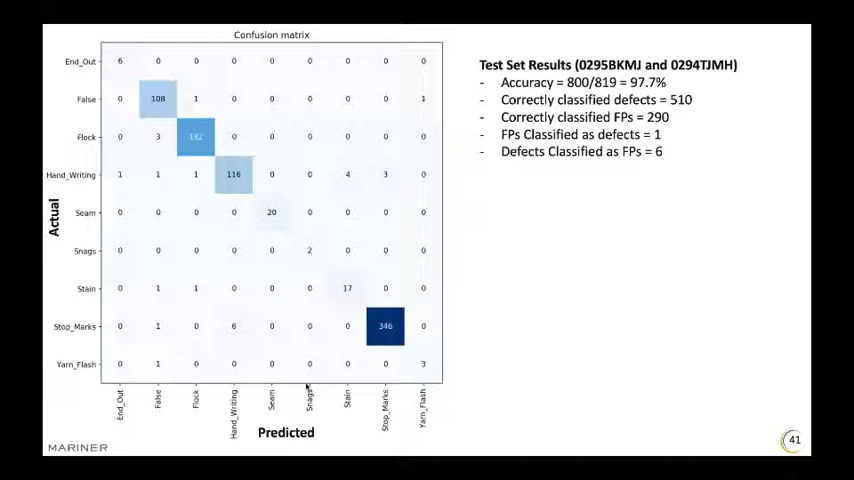 Confusion matrix
End_Out 6 0 0 0 0 0 0 0 0
False 0 108 1 0 0 0 0 0 1
Flock 0 3 182 0 0 0 0 0 0
Hand_Writing 1 1 1 116 0 0 4 3 0
Seam 0 0 0 0 20 0 0 0 0
Snags 0 0 0 0 0 2 0 0 0
Stain 0 1 1 0 0 0 17 0 0
Stop_Marks 0 1 0 6 0 0 0 346 0
Yarn_Flash 0 1 0 0 0 0 0 0 3
Actual
End_Out False Flock Hand_Writing Seam Snags Stain Stop_Marks Yarn_Flash
Predicted
Test Set Results (0295BKMJ and 0294TJMH)
- Accuracy = 800/819 = 97.7%
- Correctly classified defects = 510
- Correctly classified FPs = 290
- FPs Classified as defects = 1
- Defects Classified as FPs = 6
MARINER
41